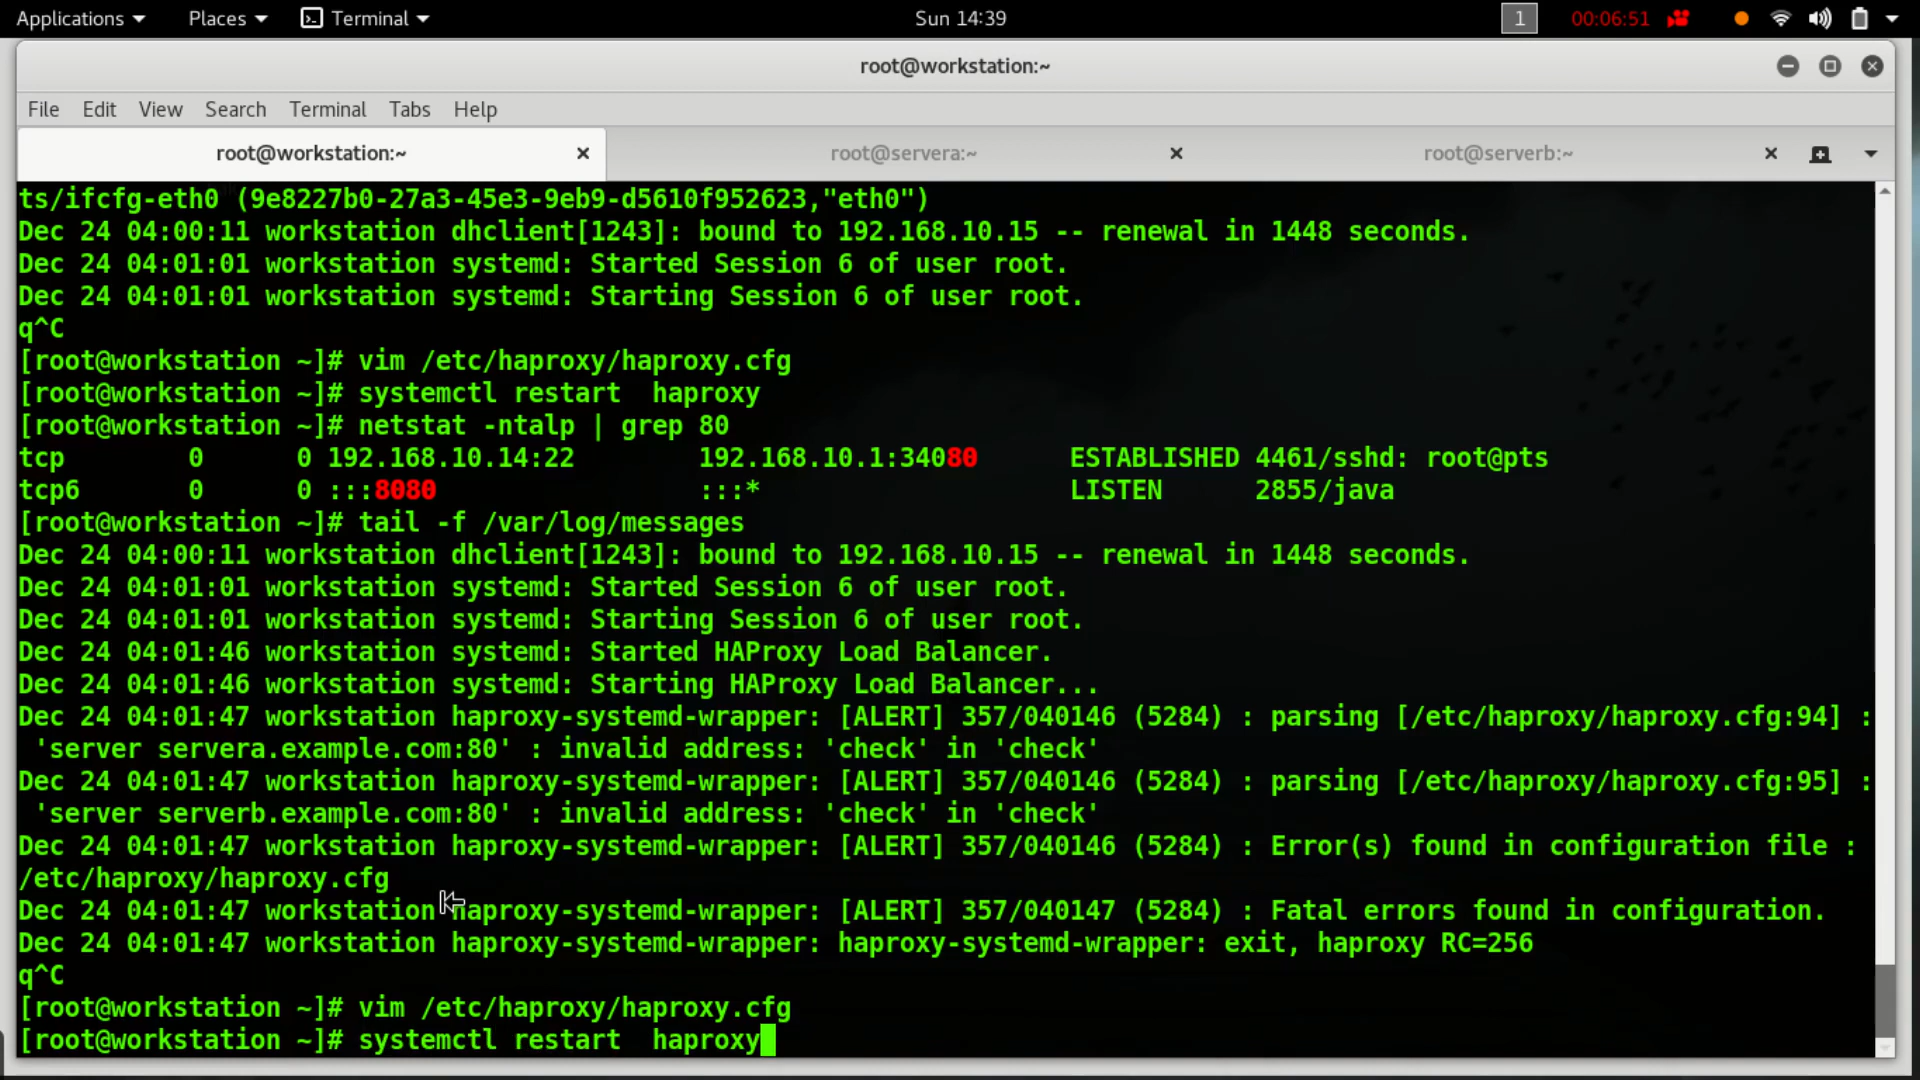 Applications Places Terminal Sun 14:39 1 00:06:51
root@workstation:~
File Edit View Search Terminal Tabs Help
root@workstation:~ root@servera:~ root@serverb:~
ts/ifcfg-eth0 (9e8227b0-27a3-45e3-9eb9-d5610f952623,"eth0")
Dec 24 04:00:11 workstation dhclient[1243]: bound to 192.168.10.15 -- renewal in 1448 seconds.
Dec 24 04:01:01 workstation systemd: Started Session 6 of user root.
Dec 24 04:01:01 workstation systemd: Starting Session 6 of user root.
q^C
[root@workstation ~]# vim /etc/haproxy/haproxy.cfg
[root@workstation ~]# systemctl restart  haproxy
[root@workstation ~]# netstat -ntalp | grep 80
tcp        0      0 192.168.10.14:22        192.168.10.1:34080      ESTABLISHED 4461/sshd: root@pts
tcp6       0      0 :::8080                 :::*                    LISTEN      2855/java
[root@workstation ~]# tail -f /var/log/messages
Dec 24 04:00:11 workstation dhclient[1243]: bound to 192.168.10.15 -- renewal in 1448 seconds.
Dec 24 04:01:01 workstation systemd: Started Session 6 of user root.
Dec 24 04:01:01 workstation systemd: Starting Session 6 of user root.
Dec 24 04:01:46 workstation systemd: Started HAProxy Load Balancer.
Dec 24 04:01:46 workstation systemd: Starting HAProxy Load Balancer...
Dec 24 04:01:47 workstation haproxy-systemd-wrapper: [ALERT] 357/040146 (5284) : parsing [/etc/haproxy/haproxy.cfg:94] :
 'server servera.example.com:80' : invalid address: 'check' in 'check'
Dec 24 04:01:47 workstation haproxy-systemd-wrapper: [ALERT] 357/040146 (5284) : parsing [/etc/haproxy/haproxy.cfg:95] :
 'server serverb.example.com:80' : invalid address: 'check' in 'check'
Dec 24 04:01:47 workstation haproxy-systemd-wrapper: [ALERT] 357/040146 (5284) : Error(s) found in configuration file :
/etc/haproxy/haproxy.cfg
Dec 24 04:01:47 workstation haproxy-systemd-wrapper: [ALERT] 357/040147 (5284) : Fatal errors found in configuration.
Dec 24 04:01:47 workstation haproxy-systemd-wrapper: haproxy-systemd-wrapper: exit, haproxy RC=256
q^C
[root@workstation ~]# vim /etc/haproxy/haproxy.cfg
[root@workstation ~]# systemctl restart  haproxy